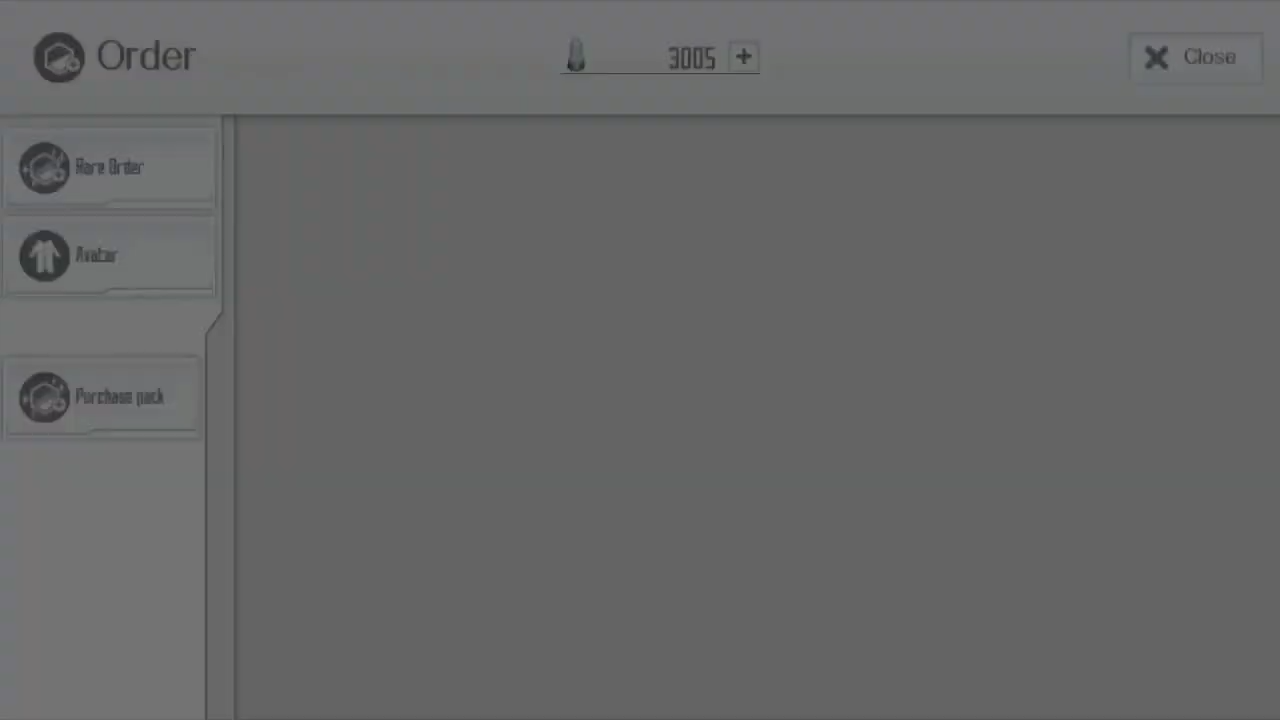 Order
3005 +
Close
Rare Order
Avatar
Purchase pack